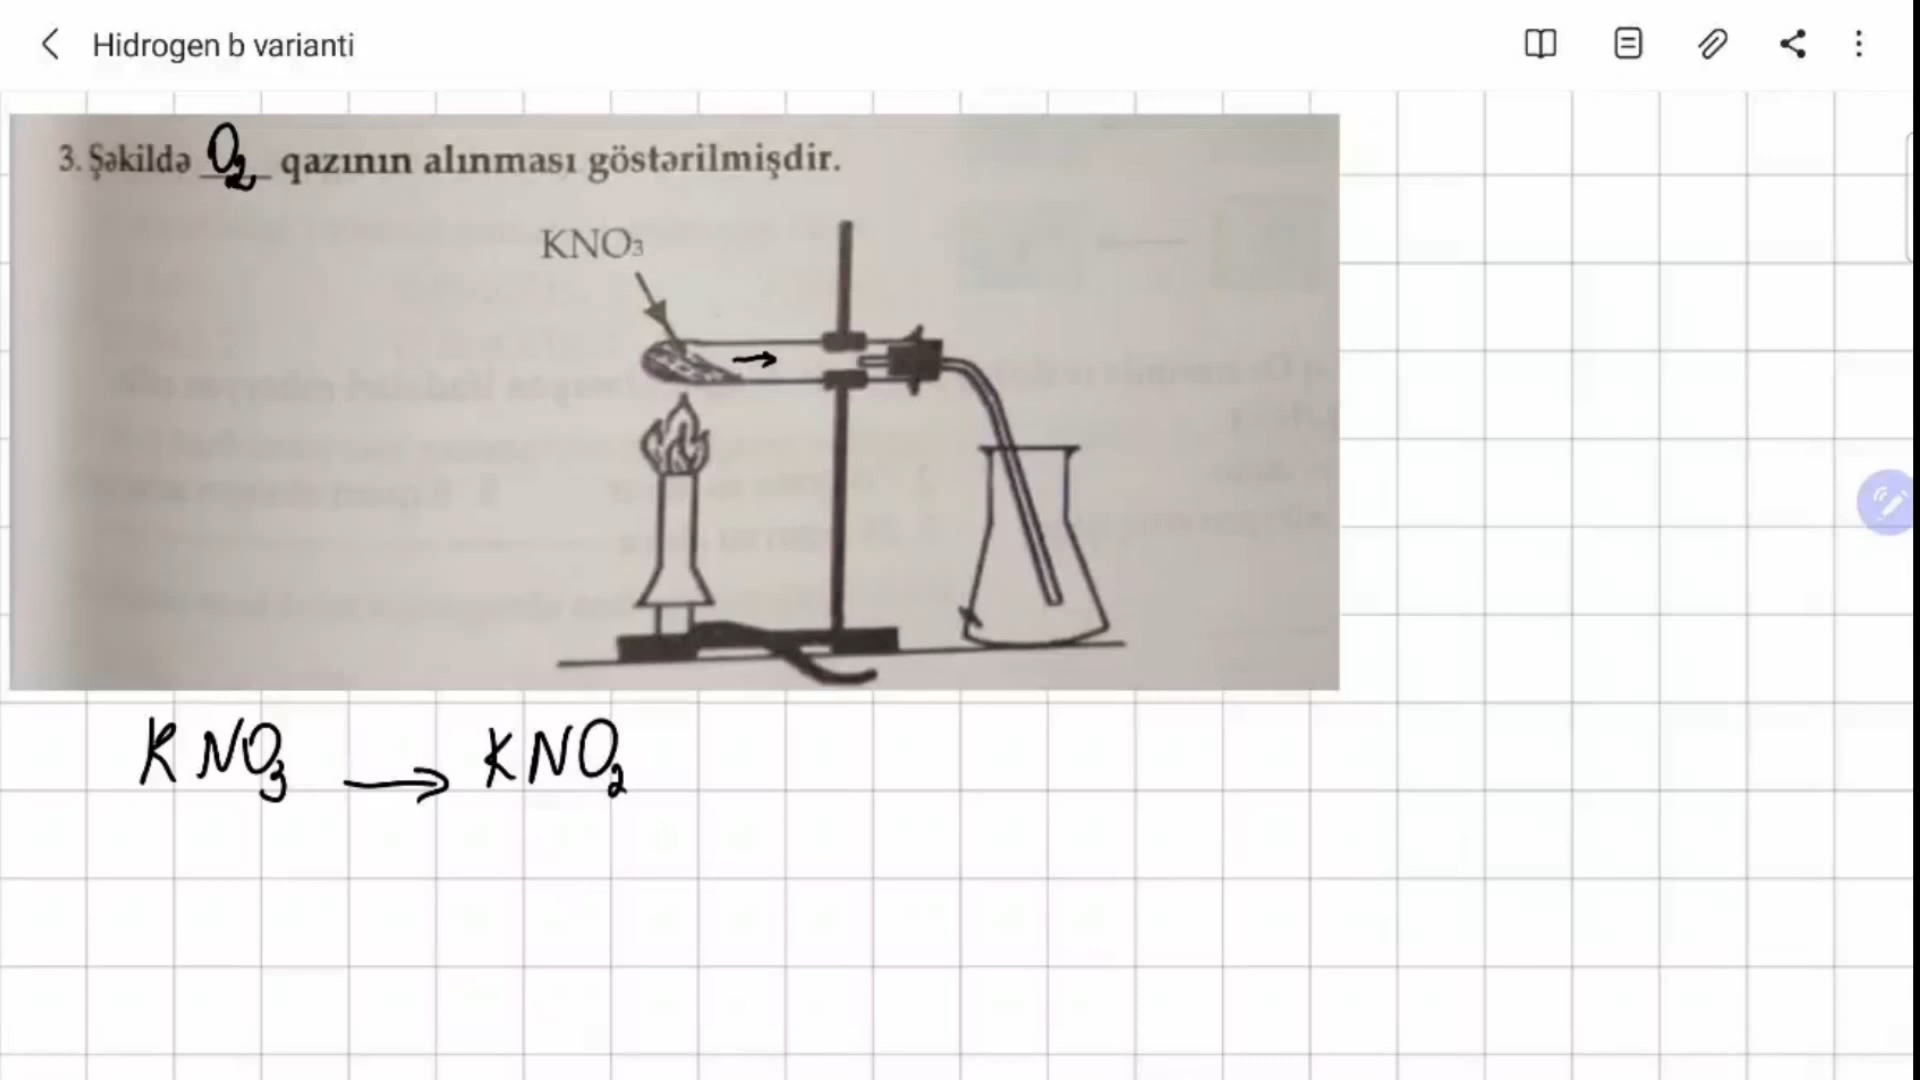 Hidrogen b varianti
3. Şəkildə O₂ qazının alınması göstərilmişdir.
KNO₃
KNO₃ → KNO₂